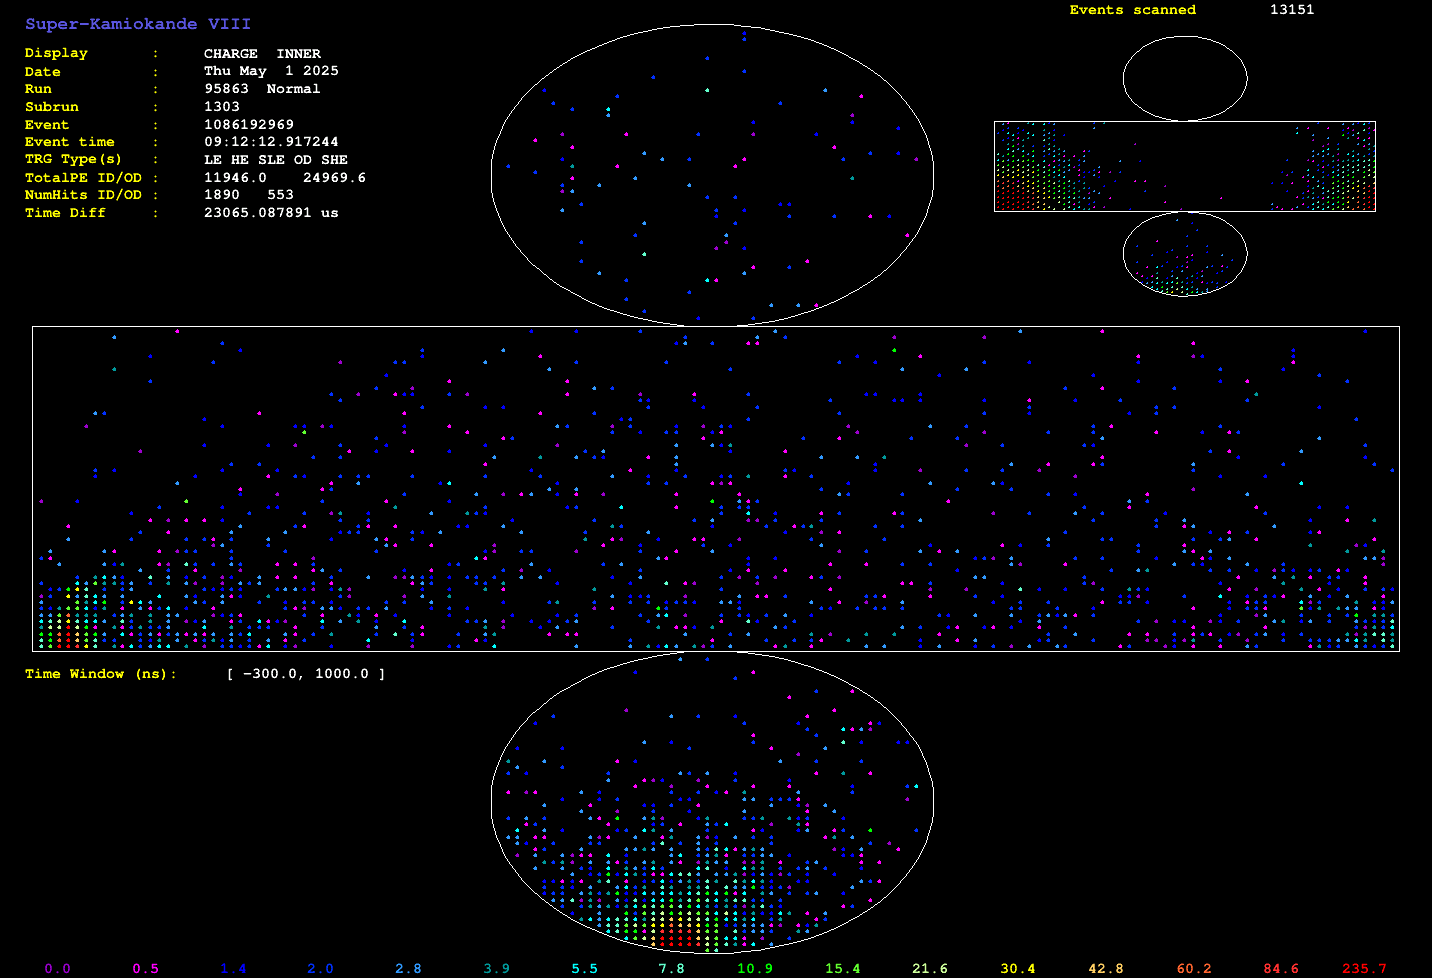 Super-Kamiokande VIII
Events scanned 13151
Display : CHARGE INNER
Date : Thu May 1 2025
Run : 95863 Normal
Subrun : 1303
Event : 1086192969
Event time : 09:12:12.917244
TRG Type(s) : LE HE SLE OD SHE
TotalPE ID/OD : 11946.0 24969.6
NumHits ID/OD : 1890 553
Time Diff : 23065.087891 us
Time Window (ns): [ -300.0, 1000.0 ]
0.0 0.5 1.4 2.0 2.8 3.9 5.5 7.8 10.9 15.4 21.6 30.4 42.8 60.2 84.6 235.7